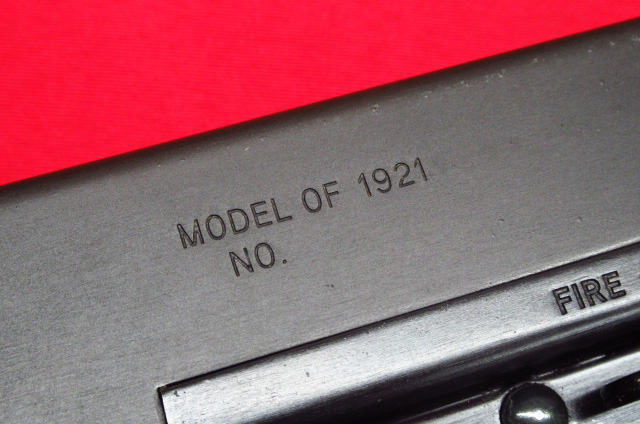 MODEL OF 1921
NO.
FIRE